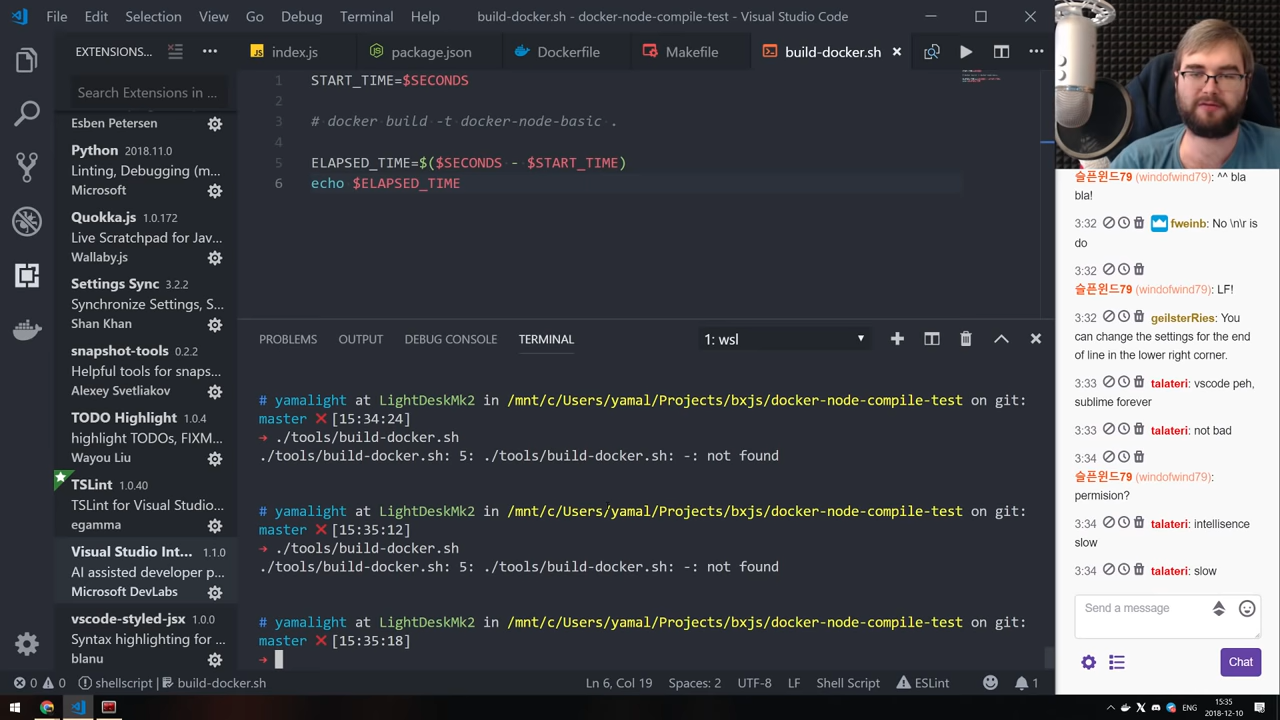 File Edit Selection View Go Debug Terminal Help build-docker.sh - docker-node-compile-test - Visual Studio Code
EXTENSIONS...
Search Extensions in ...
Esben Petersen
Python 2018.11.0
Linting, Debugging (m...
Microsoft
Quokka.js 1.0.172
Live Scratchpad for Jav...
Wallaby.js
Settings Sync 3.2.2
Synchronize Settings, S...
Shan Khan
snapshot-tools 0.2.2
Helpful tools for snaps...
Alexey Svetliakov
TODO Highlight 1.0.4
highlight TODOs, FIXM...
Wayou Liu
TSLint 1.0.40
TSLint for Visual Studio...
egamma
Visual Studio Int... 1.1.0
AI assisted developer p...
Microsoft DevLabs
vscode-styled-jsx 1.0.0
Syntax highlighting for ...
blanu
JS index.js package.json Dockerfile Makefile build-docker.sh
1 START_TIME=$SECONDS
2
3 # docker build -t docker-node-basic .
4
5 ELAPSED_TIME=$($SECONDS - $START_TIME)
6 echo $ELAPSED_TIME
PROBLEMS OUTPUT DEBUG CONSOLE TERMINAL 1: wsl
# yamalight at LightDeskMk2 in /mnt/c/Users/yamal/Projects/bxjs/docker-node-compile-test on git:
master ❌ [15:34:24]
➜ ./tools/build-docker.sh
./tools/build-docker.sh: 5: ./tools/build-docker.sh: -: not found
# yamalight at LightDeskMk2 in /mnt/c/Users/yamal/Projects/bxjs/docker-node-compile-test on git:
master ❌ [15:35:12]
➜ ./tools/build-docker.sh
./tools/build-docker.sh: 5: ./tools/build-docker.sh: -: not found
# yamalight at LightDeskMk2 in /mnt/c/Users/yamal/Projects/bxjs/docker-node-compile-test on git:
master ❌ [15:35:18]
➜
0 0 shellscript build-docker.sh Ln 6, Col 19 Spaces: 2 UTF-8 LF Shell Script ESLint 1
슬픈윈드79 (windofwind79): ^^ bla
bla!
3:32 fweinb: No \n\r is
do
3:32
슬픈윈드79 (windofwind79): LF!
3:32 geilsterRies: You
can change the settings for the end
of line in the lower right corner.
3:33 talateri: vscode peh,
sublime forever
3:33 talateri: not bad
3:34
슬픈윈드79 (windofwind79):
permision?
3:34 talateri: intellisence
slow
3:34 talateri: slow
Send a message
Chat
ENG
15:35
2018-12-10